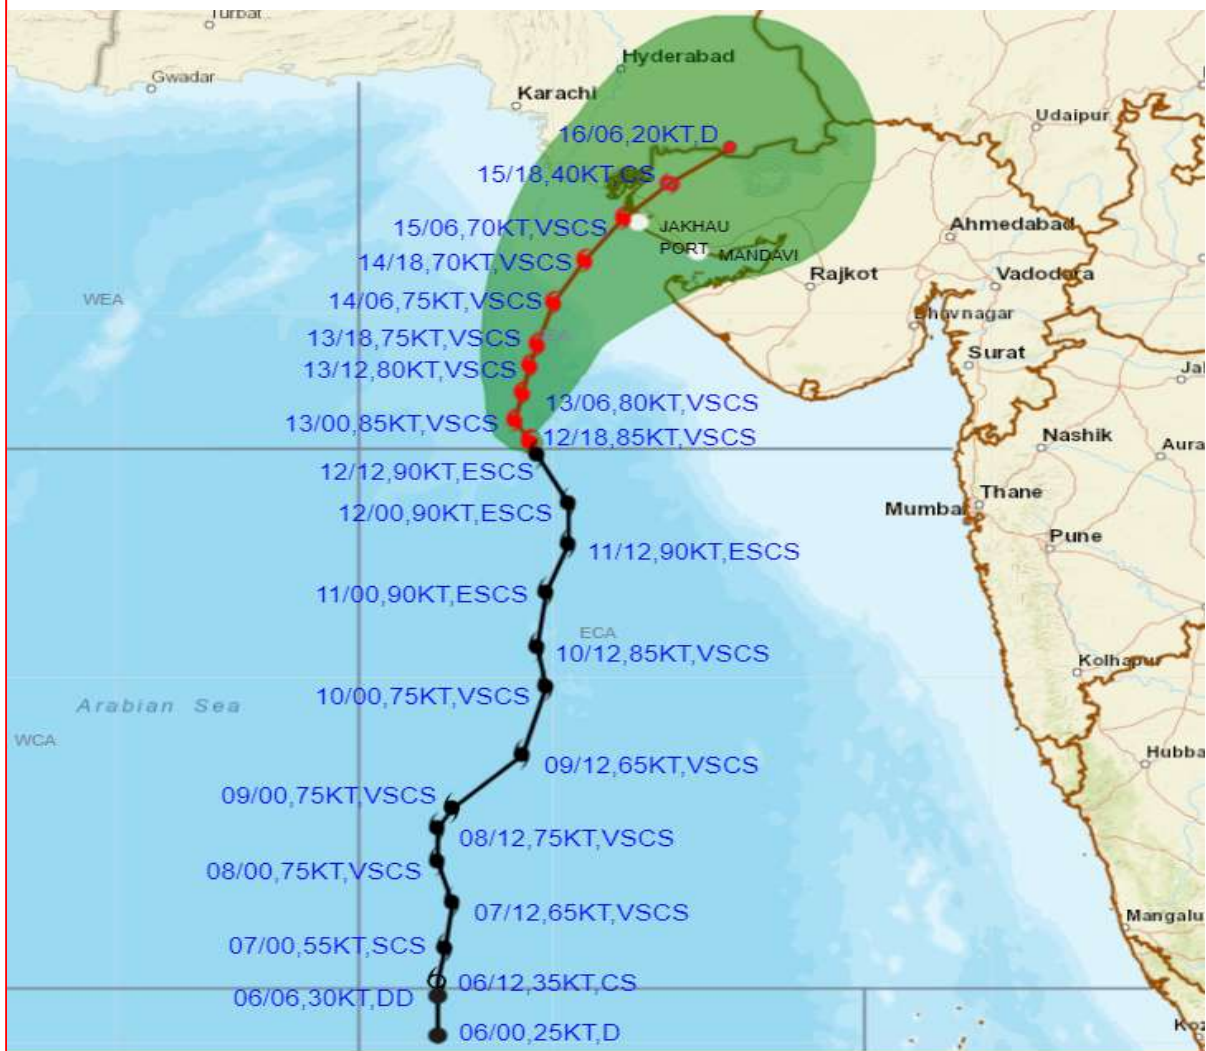 Turbat
Gwadar
Hyderabad
Karachi
Udaipur
16/06,20KT,D
15/18,40KT,CS
15/06,70KT,VSCS
JAKHAU
PORT
MANDAVI
Ahmedabad
14/18,70KT,VSCS
Rajkot
Vadodora
WEA
14/06,75KT,VSCS
Bhavnagar
13/18,75KT,VSCS
Surat
13/12,80KT,VSCS
Jal
13/06,80KT,VSCS
13/00,85KT,VSCS
12/18,85KT,VSCS
Nashik
Aura
12/12,90KT,ESCS
Thane
12/00,90KT,ESCS
Mumbai
Pune
11/12,90KT,ESCS
11/00,90KT,ESCS
ECA
10/12,85KT,VSCS
Kolhapur
10/00,75KT,VSCS
Arabian Sea
WCA
Hubba
09/12,65KT,VSCS
09/00,75KT,VSCS
08/12,75KT,VSCS
08/00,75KT,VSCS
07/12,65KT,VSCS
Mangalu
07/00,55KT,SCS
06/12,35KT,CS
06/06,30KT,DD
Koz
06/00,25KT,D